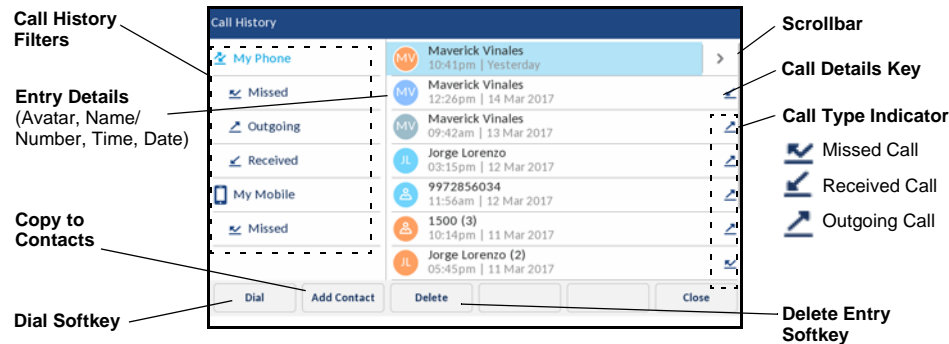 Call History
Filters
Entry Details
(Avatar, Name/
Number, Time, Date)
Copy to
Contacts
Dial Softkey
Call History
My Phone
Missed
Outgoing
Received
My Mobile
Missed
MV
Maverick Vinales
10:41pm | Yesterday
MV
Maverick Vinales
12:26pm | 14 Mar 2017
MV
Maverick Vinales
09:42am | 13 Mar 2017
JL
Jorge Lorenzo
03:15pm | 12 Mar 2017
9972856034
11:56am | 12 Mar 2017
1500 (3)
10:14pm | 11 Mar 2017
JL
Jorge Lorenzo (2)
05:45pm | 11 Mar 2017
Dial
Add Contact
Delete
Close
Scrollbar
Call Details Key
Call Type Indicator
Missed Call
Received Call
Outgoing Call
Delete Entry
Softkey